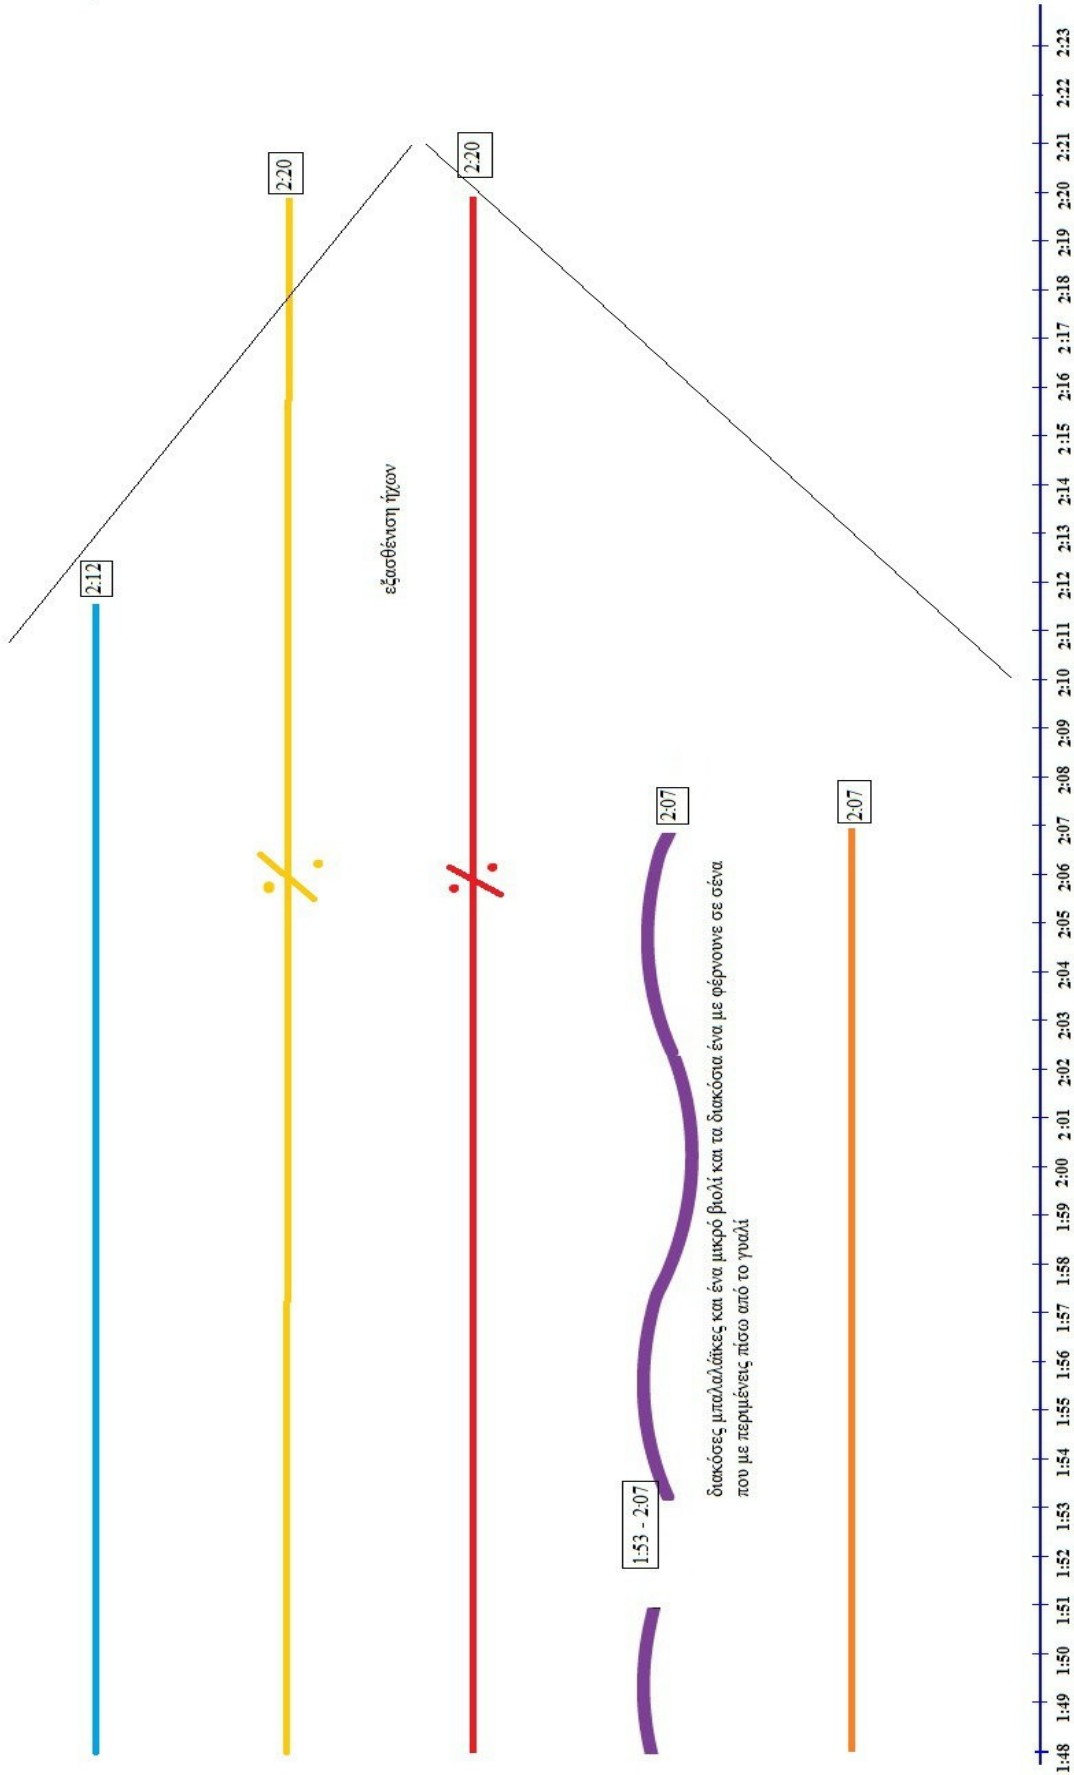 2:12
2:20
εξασθένιση ήχων
2:20
1:53 - 2:07
2:07
διακόσες μπαλαλάϊκες και ένα μικρό βιολί και τα διακόσια ένα με φέρνουνε σε σένα
που με περιμένεις πίσω από το γυαλί
2:07
1:48 1:49 1:50 1:51 1:52 1:53 1:54 1:55 1:56 1:57 1:58 1:59 2:00 2:01 2:02 2:03 2:04 2:05 2:06 2:07 2:08 2:09 2:10 2:11 2:12 2:13 2:14 2:15 2:16 2:17 2:18 2:19 2:20 2:21 2:22 2:23